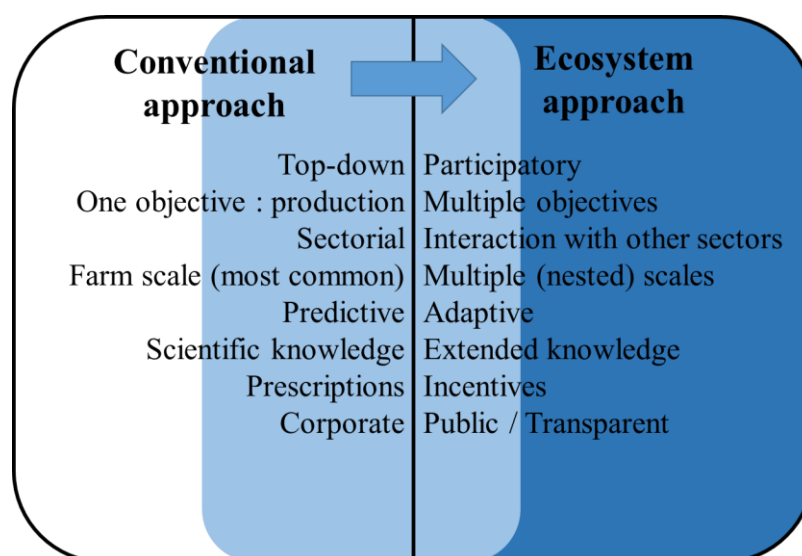 Conventional approach
Ecosystem approach
Top-down Participatory
One objective : production Multiple objectives
Sectorial Interaction with other sectors
Farm scale (most common) Multiple (nested) scales
Predictive Adaptive
Scientific knowledge Extended knowledge
Prescriptions Incentives
Corporate Public / Transparent